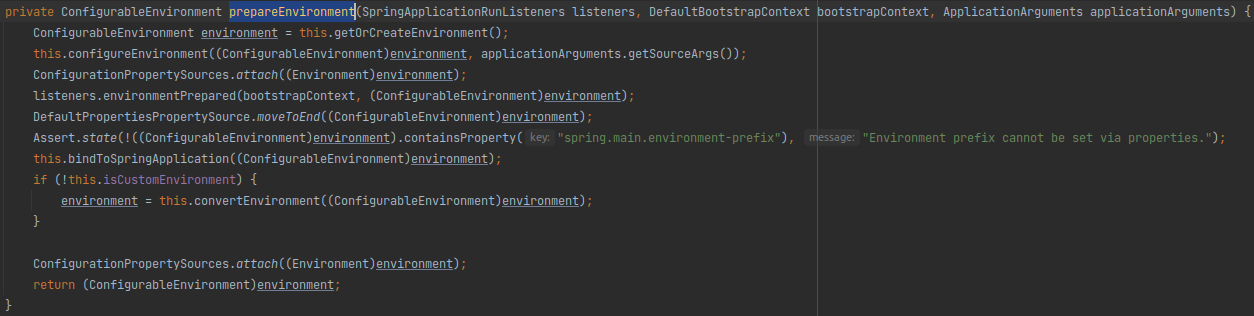 private ConfigurableEnvironment prepareEnvironment(SpringApplicationRunListeners listeners, DefaultBootstrapContext bootstrapContext, ApplicationArguments applicationArguments) {
    ConfigurableEnvironment environment = this.getOrCreateEnvironment();
    this.configureEnvironment((ConfigurableEnvironment)environment, applicationArguments.getSourceArgs());
    ConfigurationPropertySources.attach((Environment)environment);
    listeners.environmentPrepared(bootstrapContext, (ConfigurableEnvironment)environment);
    DefaultPropertiesPropertySource.moveToEnd((ConfigurableEnvironment)environment);
    Assert.state(!((ConfigurableEnvironment)environment).containsProperty( key: "spring.main.environment-prefix"), message: "Environment prefix cannot be set via properties.");
    this.bindToSpringApplication((ConfigurableEnvironment)environment);
    if (!this.isCustomEnvironment) {
        environment = this.convertEnvironment((ConfigurableEnvironment)environment);
    }
    ConfigurationPropertySources.attach((Environment)environment);
    return (ConfigurableEnvironment)environment;
}